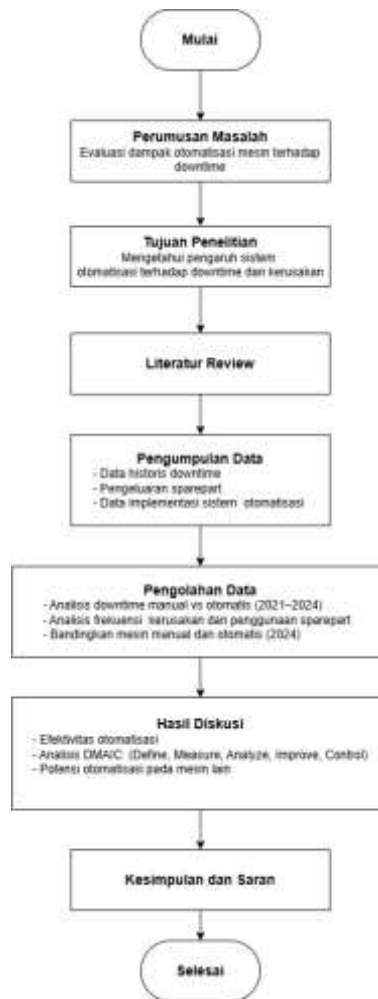 Mulai
Perumusan Masalah
Evaluasi dampak otomatisasi mesin terhadap
downtime
Tujuan Penelitian
Mengetahui pengaruh sistem
otomatisasi terhadap downtime dan kerusakan
Literatur Review
Pengumpulan Data
- Data historis downtime
- Pengeluaran sparepart
- Data implementasi sistem otomatisasi
Pengolahan Data
- Analisis downtime manual vs otomatis (2021–2024)
- Analisis frekuensi kerusakan dan penggunaan sparepart
- Bandingkan mesin manual dan otomatis (2024)
Hasil Diskusi
- Efektivitas otomatisasi
- Analisis DMAIC (Define, Measure, Analyze, Improve, Control)
- Potensi otomatisasi pada mesin lain
Kesimpulan dan Saran
Selesai